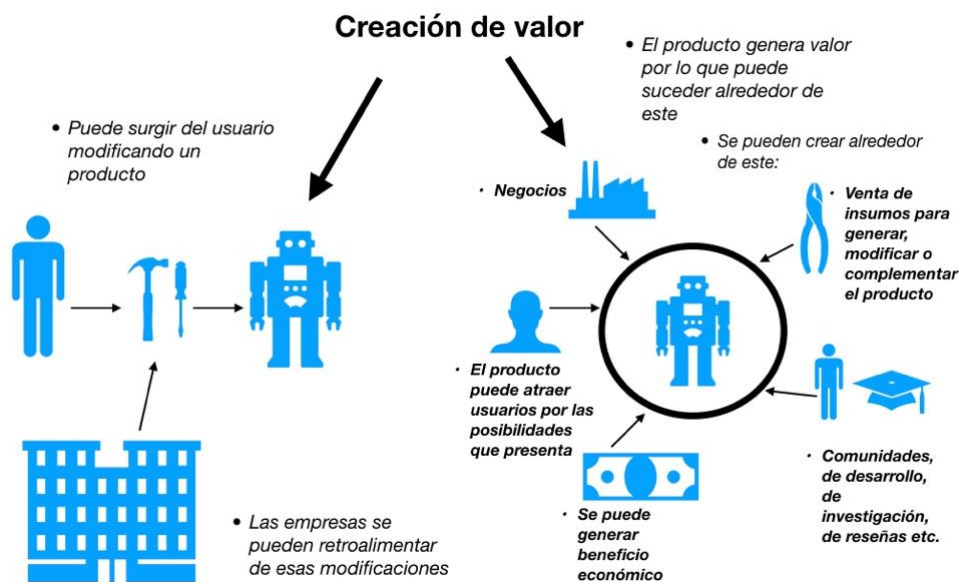 Creación de valor
• Puede surgir del usuario
modificando un
producto
• Las empresas se
pueden retroalimentar
de esas modificaciones
• El producto genera valor
por lo que puede
suceder alrededor de
este
• Se pueden crear alrededor
de este:
· Negocios
· Venta de
insumos para
generar,
modificar o
complementar
el producto
· El producto
puede atraer
usuarios por las
posibilidades
que presenta
· Comunidades,
de desarrollo,
de
investigación,
de reseñas etc.
· Se puede
generar
beneficio
económico